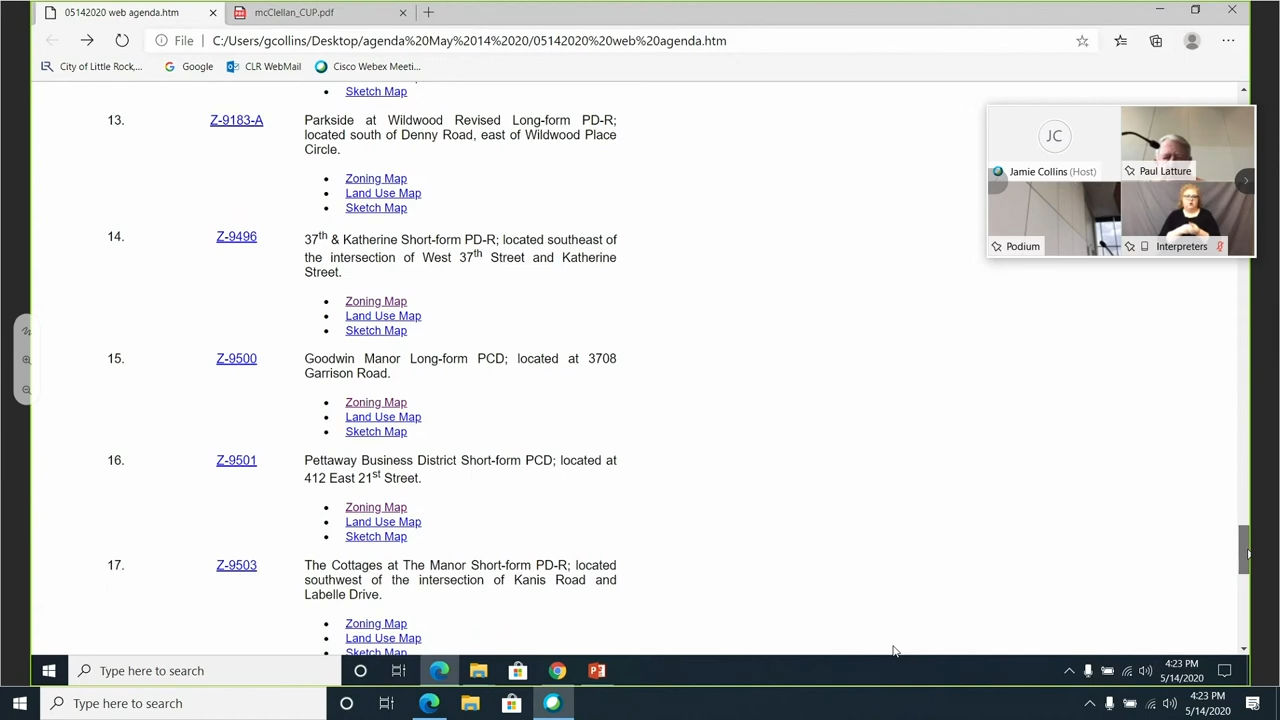 05142020 web agenda.htm
mcClellan_CUP.pdf
File C:/Users/gcollins/Desktop/agenda%20May%2014%2020/05142020%20web%20agenda.htm
City of Little Rock,... Google CLR WebMail Cisco Webex Meeti...
Sketch Map
13. Z-9183-A Parkside at Wildwood Revised Long-form PD-R;
located south of Denny Road, east of Wildwood Place
Circle.
• Zoning Map
• Land Use Map
• Sketch Map
14. Z-9496 37th & Katherine Short-form PD-R; located southeast of
the intersection of West 37th Street and Katherine
Street.
• Zoning Map
• Land Use Map
• Sketch Map
15. Z-9500 Goodwin Manor Long-form PCD; located at 3708
Garrison Road.
• Zoning Map
• Land Use Map
• Sketch Map
16. Z-9501 Pettaway Business District Short-form PCD; located at
412 East 21st Street.
• Zoning Map
• Land Use Map
• Sketch Map
17. Z-9503 The Cottages at The Manor Short-form PD-R; located
southwest of the intersection of Kanis Road and
Labelle Drive.
• Zoning Map
• Land Use Map
• Sketch Map
JC
Jamie Collins (Host)
Paul Latture
Podium
Interpreters
Type here to search
4:23 PM
5/14/2020
Type here to search
4:23 PM
5/14/2020